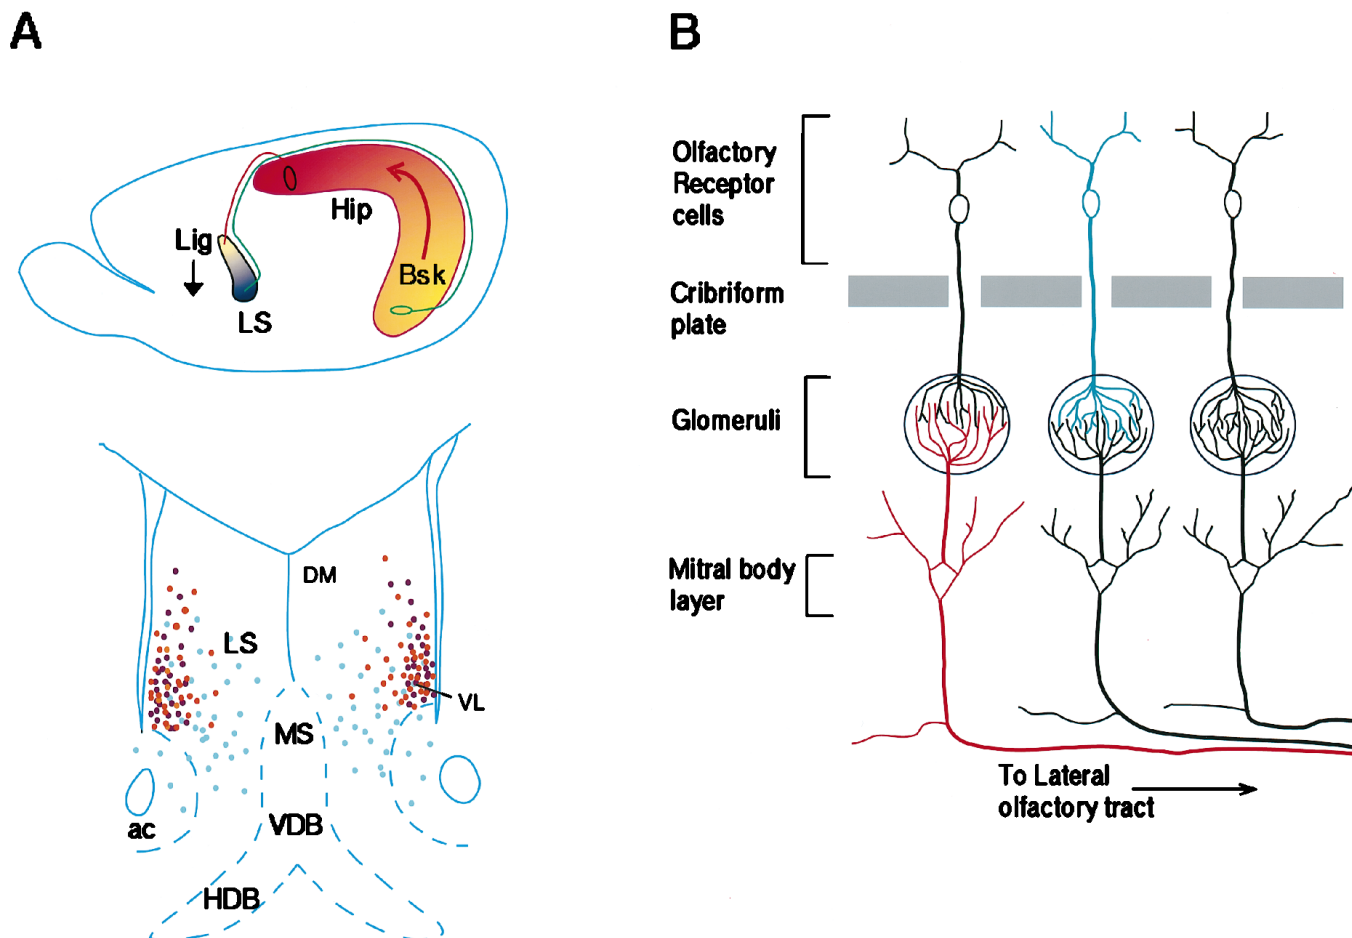 A
Hip
Lig
Bsk
LS
DM
LS
VL
MS
ac
VDB
HDB
B
Olfactory
Receptor
cells
Cribriform
plate
Glomeruli
Mitral body
layer
To Lateral
olfactory tract